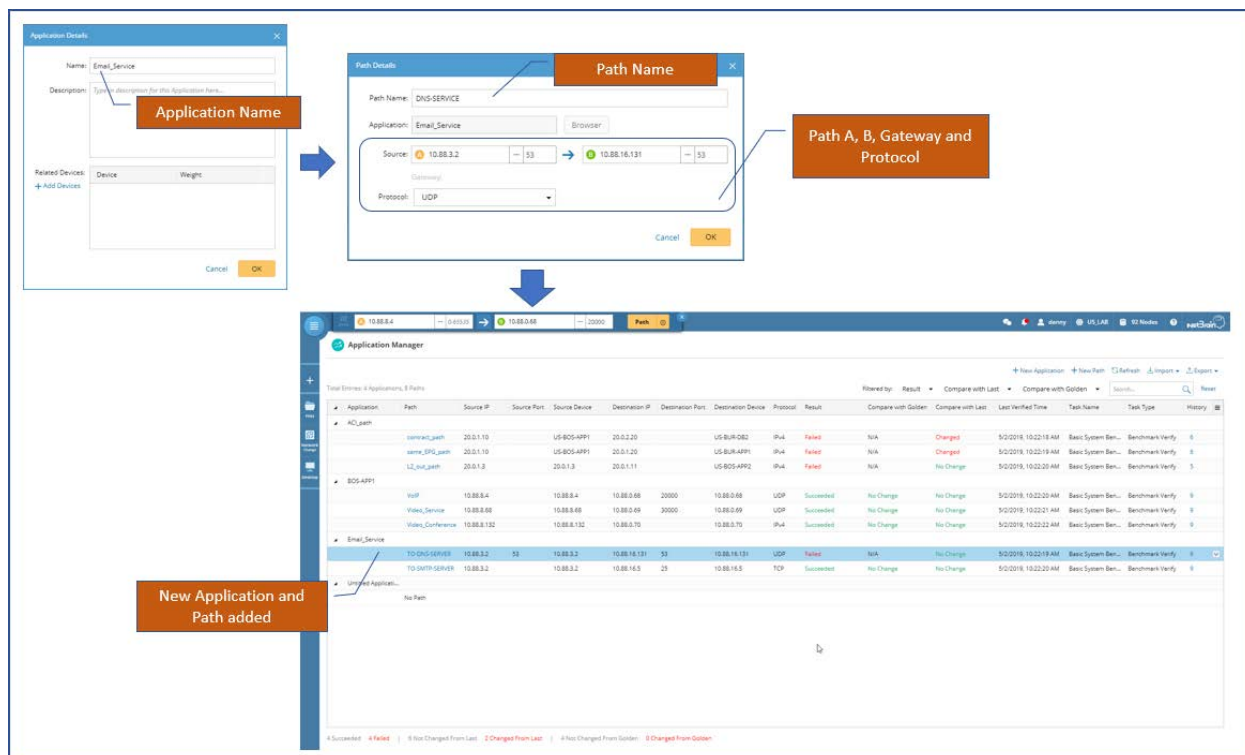 Application Details
Name: Email_Service
Description: Type in description for this Application here...
Application Name
Related Devices: Device Weight
+ Add Devices
Cancel OK
Path Details
Path Name
Path Name: DNS-SERVICE
Application: Email_Service Browser
Path A, B, Gateway and
Protocol
Source: A 10.88.3.2 53 B 10.88.16.131 53
Gateway:
Protocol: UDP
Cancel OK
A 10.88.8.4 0-65535 B 10.88.0.68 20000 Path
danny US_LAB 92 Nodes
Application Manager
+ New Application + New Path Refresh Import Export
Total Entries: 4 Applications, 8 Paths Filtered by: Result Compare with Last Compare with Golden Search... Reset
Application Path Source IP Source Port Source Device Destination IP Destination Port Destination Device Protocol Result Compare with Golden Compare with Last Last Verified Time Task Name Task Type History
ACI_path
contract_path 20.0.1.10 US-BOS-APP1 20.0.2.20 US-BUR-DB2 IPv4 Failed N/A Changed 5/2/2019, 10:22:18 AM Basic System Ben... Benchmark Verify
same_EPG_path 20.0.1.10 US-BOS-APP1 20.0.1.20 US-BUR-APP1 IPv4 Failed N/A Changed 5/2/2019, 10:22:19 AM Basic System Ben... Benchmark Verify
L2_out_path 20.0.1.3 20.0.1.3 20.0.1.11 US-BOS-APP2 IPv4 Failed N/A No Change 5/2/2019, 10:22:20 AM Basic System Ben... Benchmark Verify 5
BOS-APP1
VoIP 10.88.8.4 10.88.8.4 10.88.0.68 20000 10.88.0.68 UDP Succeeded No Change No Change 5/2/2019, 10:22:20 AM Basic System Ben... Benchmark Verify
Video_Service 10.88.8.68 10.88.8.68 10.88.0.69 30000 10.88.0.69 UDP Succeeded No Change No Change 5/2/2019, 10:22:21 AM Basic System Ben... Benchmark Verify
Video_Conference 10.88.8.132 10.88.8.132 10.88.0.70 10.88.0.70 IPv4 Succeeded No Change No Change 5/2/2019, 10:22:22 AM Basic System Ben... Benchmark Verify
Email_Service
TO-DNS-SERVER 10.88.3.2 53 10.88.3.2 10.88.16.131 53 10.88.16.131 UDP Failed N/A No Change 5/2/2019, 10:22:19 AM Basic System Ben... Benchmark Verify
TO-SMTP-SERVER 10.88.3.2 10.88.3.2 10.88.16.5 25 10.88.16.5 TCP Succeeded No Change No Change 5/2/2019, 10:22:20 AM Basic System Ben... Benchmark Verify
Untitled Applicati...
No Path
New Application and
Path added
4 Succeeded 4 Failed | 6 Not Changed From Last 2 Changed From Last | 4 Not Changed From Golden 0 Changed From Golden